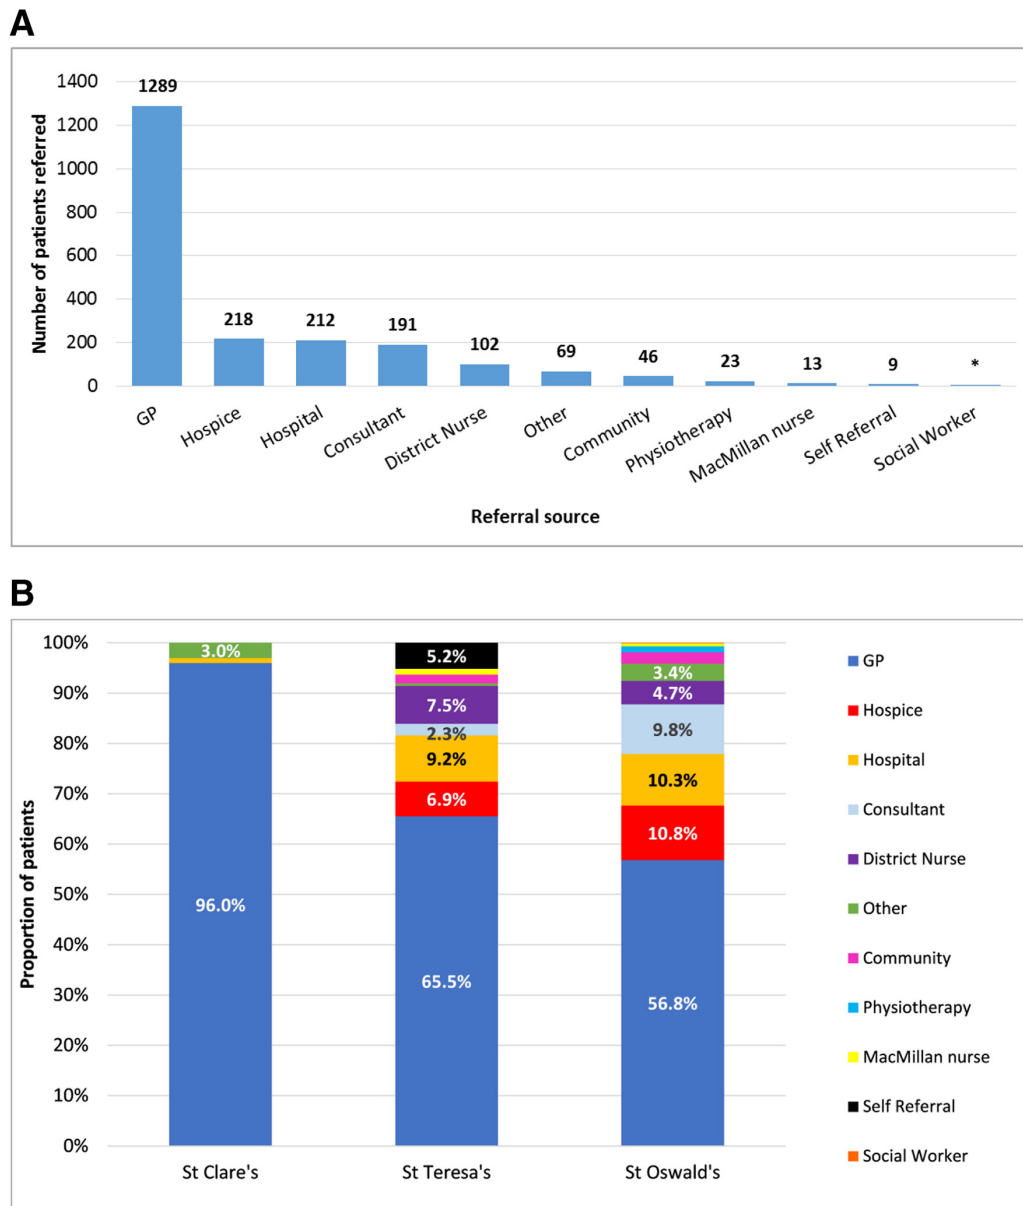 A
Number of patients referred
1400
1200
1000
800
600
400
200
0
1289
218
212
191
102
69
46
23
13
9
*
GP
Hospice
Hospital
Consultant
District Nurse
Other
Community
Physiotherapy
MacMillan nurse
Self Referral
Social Worker
Referral source
B
Proportion of patients
100%
90%
80%
70%
60%
50%
40%
30%
20%
10%
0%
3.0%
96.0%
5.2%
7.5%
2.3%
9.2%
6.9%
65.5%
3.4%
4.7%
9.8%
10.3%
10.8%
56.8%
St Clare's
St Teresa's
St Oswald's
GP
Hospice
Hospital
Consultant
District Nurse
Other
Community
Physiotherapy
MacMillan nurse
Self Referral
Social Worker